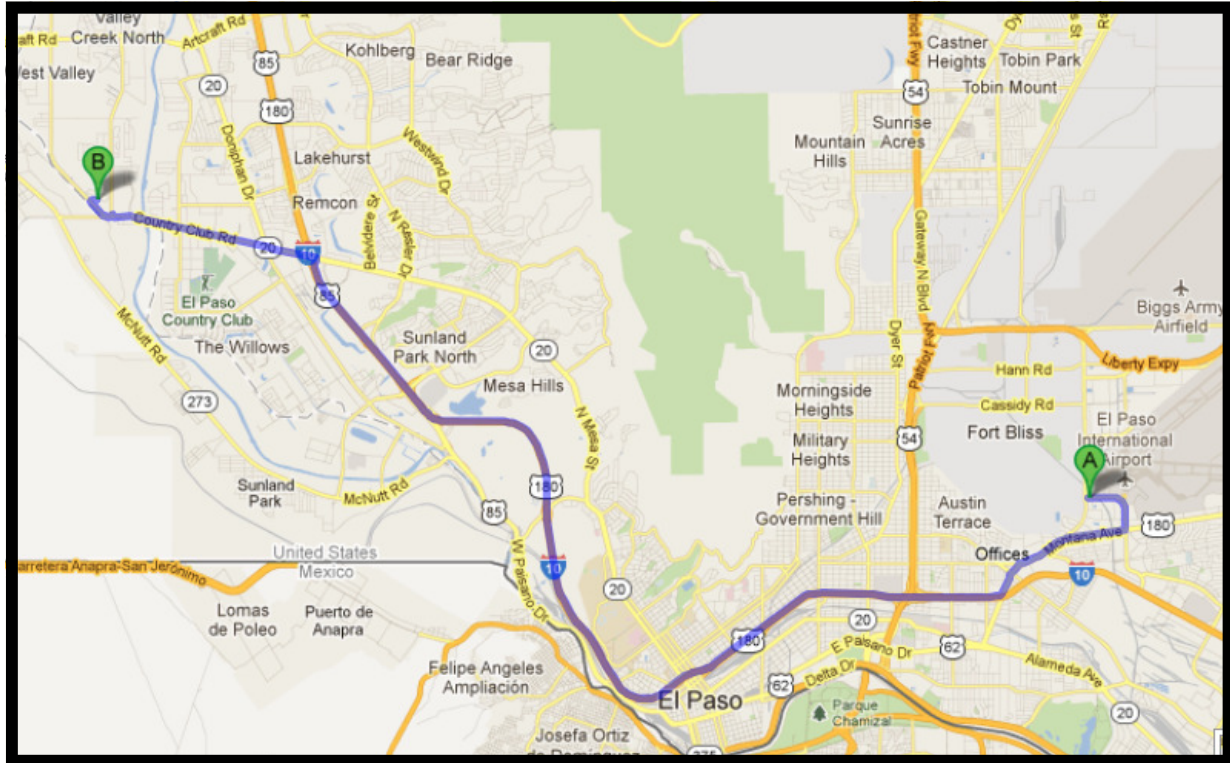 Valley
Creek North
Artcraft Rd
aft Rd
West Valley
85
20
180
Kohlberg
Bear Ridge
Doniphan Dr
Lakehurst
Remcon
Westwind Dr
Belvidere St
N Resler Dr
B
Country Club Rd
20
10
85
El Paso
Country Club
The Willows
McNutt Rd
273
Sunland
Park North
Mesa Hills
20
N Mesa St
Sunland
Park
McNutt Rd
85
180
W Paisano Dr
United States
Mexico
arretera Anapra-San Jerónimo
Lomas
de Poleo
Puerto de
Anapra
10
20
Felipe Angeles
Ampliación
El Paso
Josefa Ortiz
de Domínguez
375
180
62
Delta Dr
E Paisano Dr
20
62
Alameda Ave
20
Parque
Chamizal
Castner
Heights
Tobin Park
Tobin Mount
54
Sunrise
Acres
Mountain
Hills
Gateway N Blvd
Dyer St
Patriot Fwy
Biggs Army
Airfield
Liberty Expy
Hann Rd
Cassidy Rd
Morningside
Heights
Military
Heights
54
Fort Bliss
El Paso
International
Airport
A
Pershing -
Government Hill
Austin
Terrace
Offices
Montana Ave
180
10